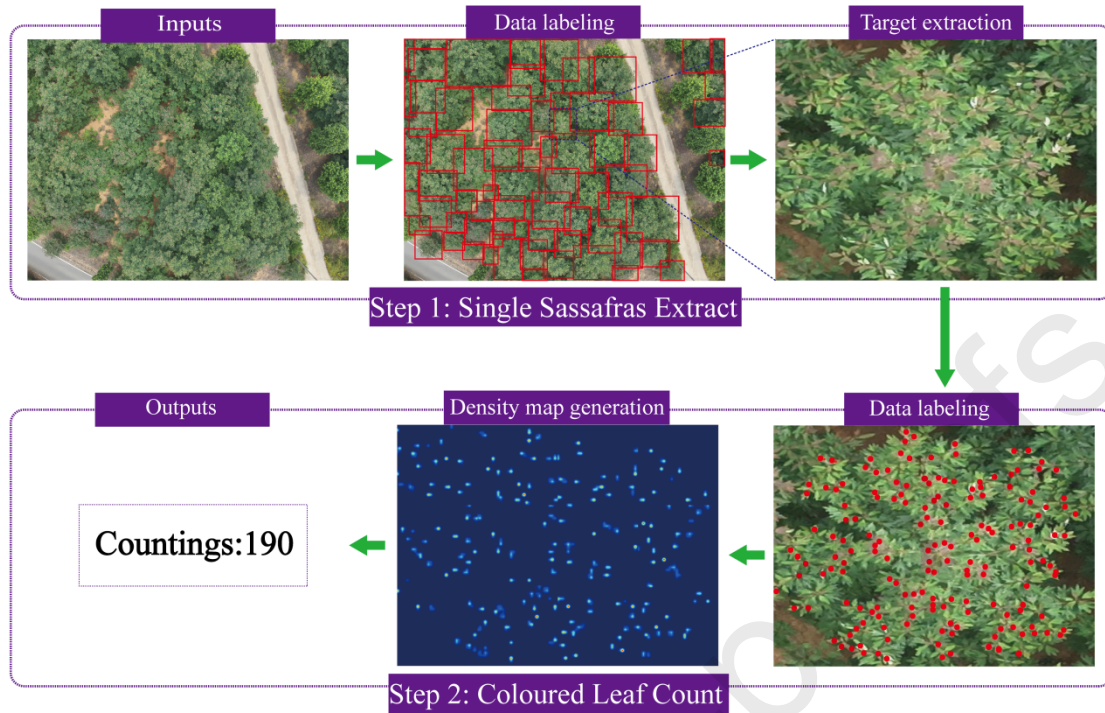 Inputs
Data labeling
Target extraction
Step 1: Single Sassafras Extract
Outputs
Density map generation
Data labeling
Countings:190
Step 2: Coloured Leaf Count